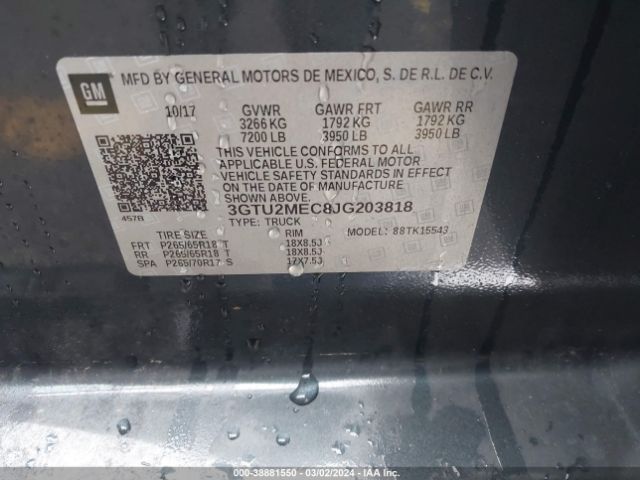 GM
MFD BY GENERAL MOTORS DE MEXICO, S. DE R.L. DE C.V.
10/17 GVWR GAWR FRT GAWR RR
3266 KG 1792 KG 1792 KG
7200 LB 3950 LB 3950 LB
THIS VEHICLE CONFORMS TO ALL
APPLICABLE U.S. FEDERAL MOTOR
VEHICLE SAFETY STANDARDS IN EFFECT
ON THE DATE OF MANUFACTURE
SHOWN ABOVE.
3GTU2MEC8JG203818
457B
TYPE: TRUCK MODEL: 88TK15543
TIRE SIZE RIM
FRT P265/65R18 T 18X8.5J
RR P265/65R18 T 18X8.5J
SPA P265/70R17 S 17X7.5J
© IAA 000-38881550 - 03/02/2024 - IAAI.COM